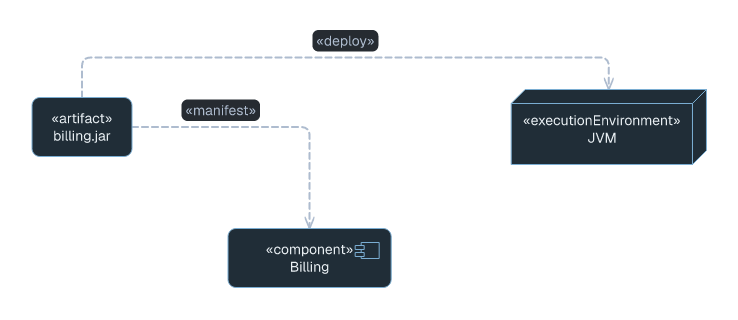 «deploy»
«artifact»
billing.jar
«manifest»
«executionEnvironment»
JVM
«component»
Billing